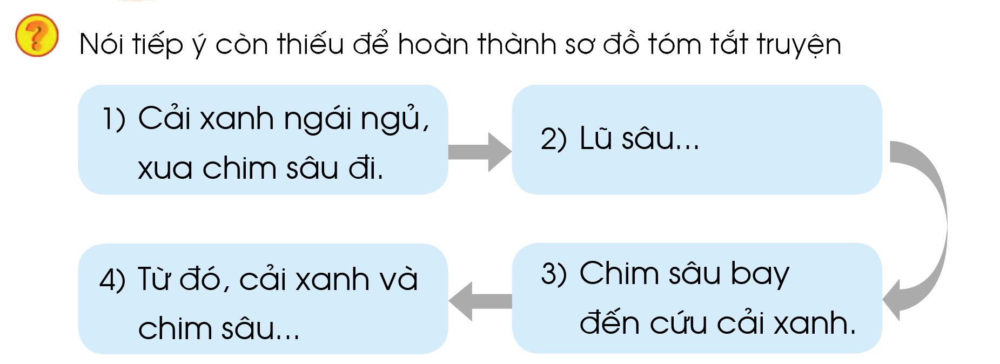 ?
Nói tiếp ý còn thiếu để hoàn thành sơ đồ tóm tắt truyện
1) Cải xanh ngái ngủ,
xua chim sâu đi.
2) Lũ sâu...
3) Chim sâu bay
đến cứu cải xanh.
4) Từ đó, cải xanh và
chim sâu...